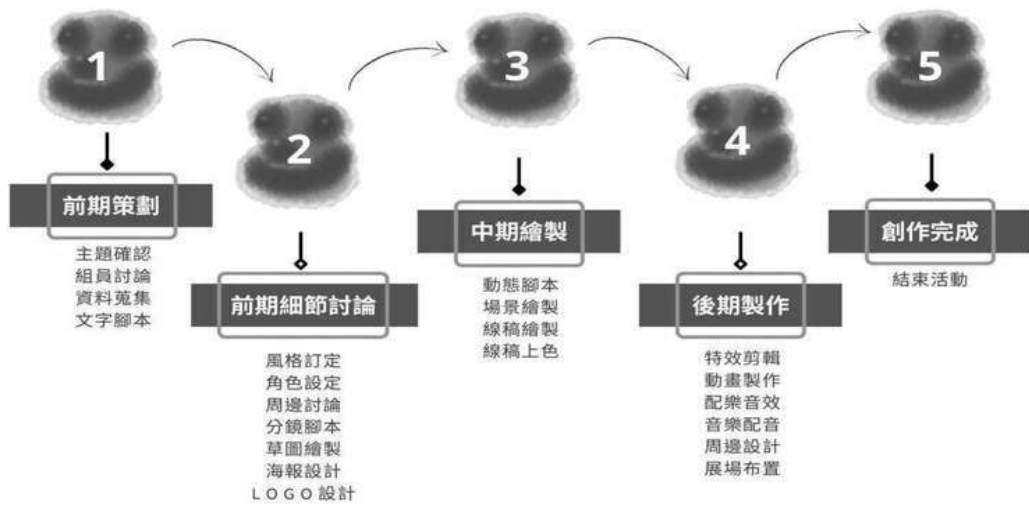 1
前期策劃
主題確認
組員討論
資料蒐集
文字腳本
2
前期細節討論
風格訂定
角色設定
周邊討論
分鏡腳本
草圖繪製
海報設計
LOGO設計
3
中期繪製
動態腳本
場景繪製
線稿繪製
線稿上色
4
後期製作
特效剪輯
動畫製作
配樂音效
音樂配音
周邊設計
展場布置
5
創作完成
結束活動